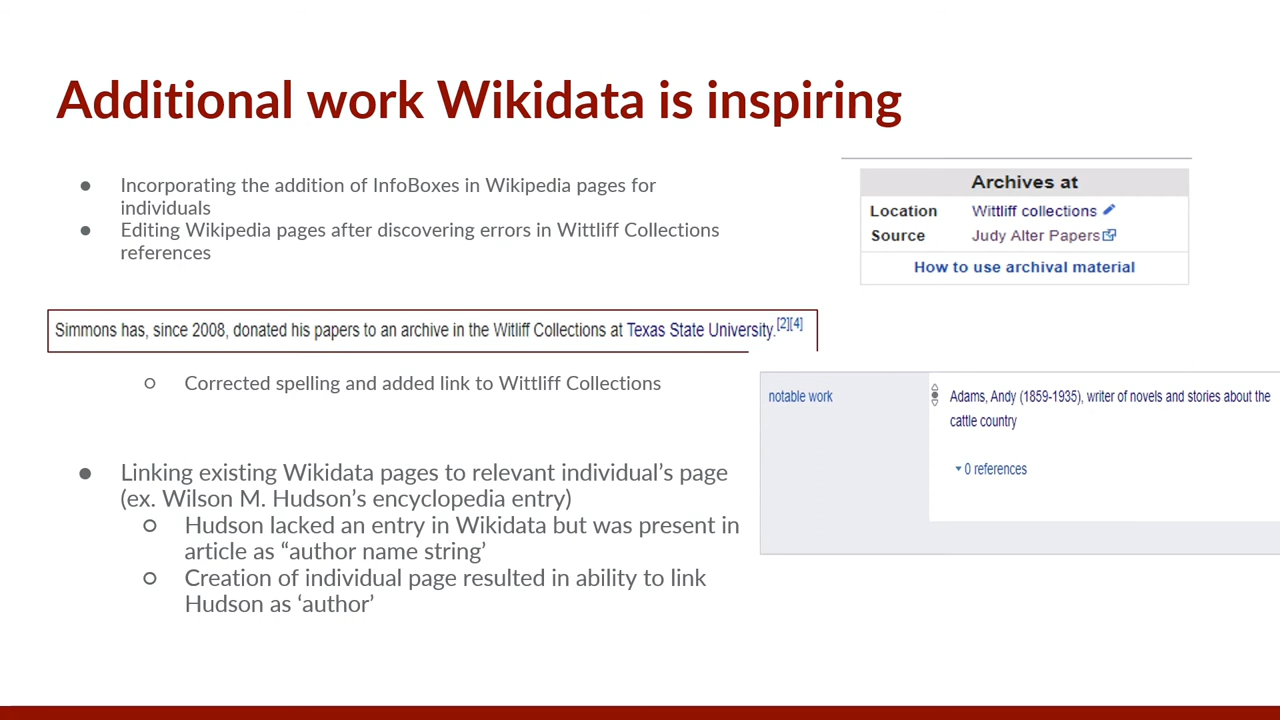 Additional work Wikidata is inspiring
● Incorporating the addition of InfoBoxes in Wikipedia pages for
individuals
● Editing Wikipedia pages after discovering errors in Wittliff Collections
references
Archives at
Location Wittliff collections
Source Judy Alter Papers
How to use archival material
Simmons has, since 2008, donated his papers to an archive in the Witliff Collections at Texas State University.[2][4]
○ Corrected spelling and added link to Wittliff Collections
notable work
Adams, Andy (1859-1935), writer of novels and stories about the
cattle country
0 references
● Linking existing Wikidata pages to relevant individual’s page
(ex. Wilson M. Hudson’s encyclopedia entry)
○ Hudson lacked an entry in Wikidata but was present in
article as “author name string’
○ Creation of individual page resulted in ability to link
Hudson as ‘author’